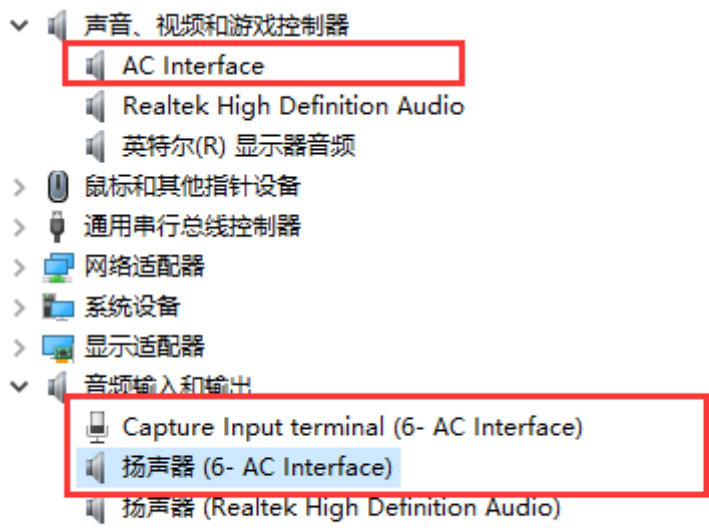 声音、视频和游戏控制器
AC Interface
Realtek High Definition Audio
英特尔(R) 显示器音频
鼠标和其他指针设备
通用串行总线控制器
网络适配器
系统设备
显示适配器
音频输入和输出
Capture Input terminal (6- AC Interface)
扬声器 (6- AC Interface)
扬声器 (Realtek High Definition Audio)